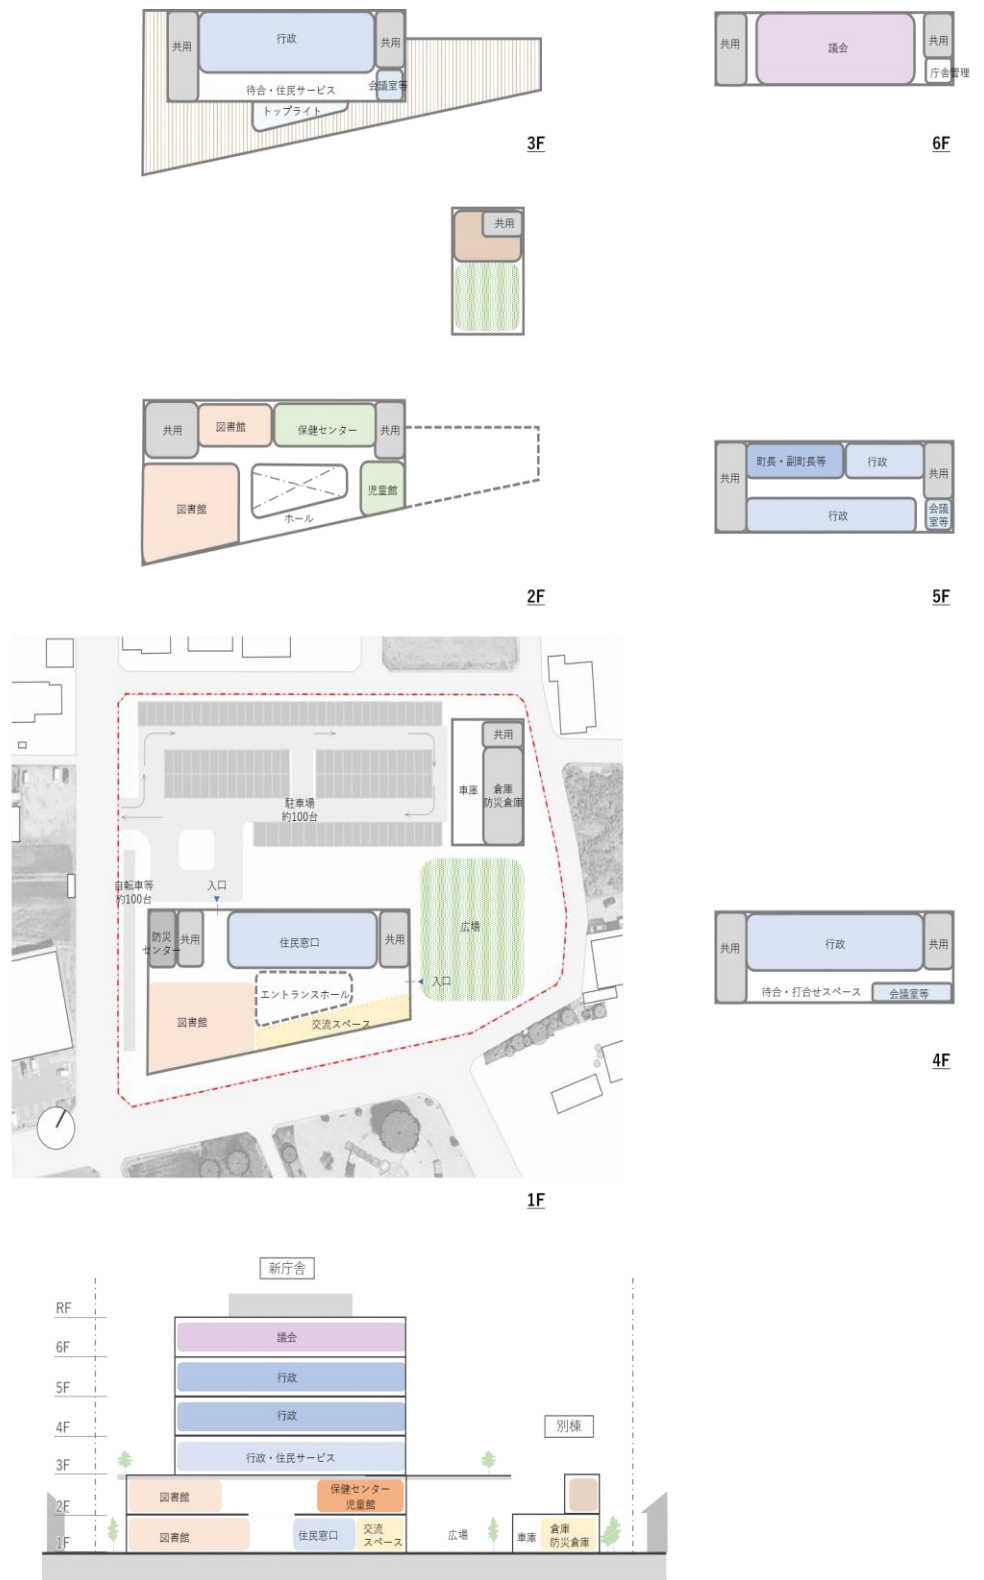 共用
行政
共用
会議室等
待合・住民サービス
トップライト
3F
共用
議会
共用
庁舎管理
6F
共用
共用
図書館
保健センター
共用
図書館
ホール
児童館
2F
共用
町長・副町長等
行政
共用
行政
会議
室等
5F
共用
車庫
倉庫
防災倉庫
駐車場
約100台
自転車等
約100台
入口
防災
センター
共用
住民窓口
共用
広場
エントランスホール
入口
図書館
交流スペース
1F
共用
行政
共用
待合・打合せスペース
会議室等
4F
新庁舎
RF
議会
6F
行政
5F
行政
4F
別棟
行政・住民サービス
3F
図書館
保健センター
児童館
2F
図書館
住民窓口
交流
スペース
広場
車庫
倉庫
防災倉庫
1F